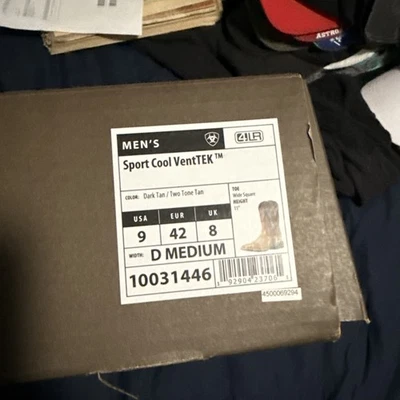 ASTRO
MEN'S
4LR
Sport Cool VentTEK™
COLOR: Dark Tan / Two Tone Tan
TOE
Wide Square
HEIGHT
11"
USA EUR UK
9 42 8
WIDTH: D MEDIUM
10031446
4500069294